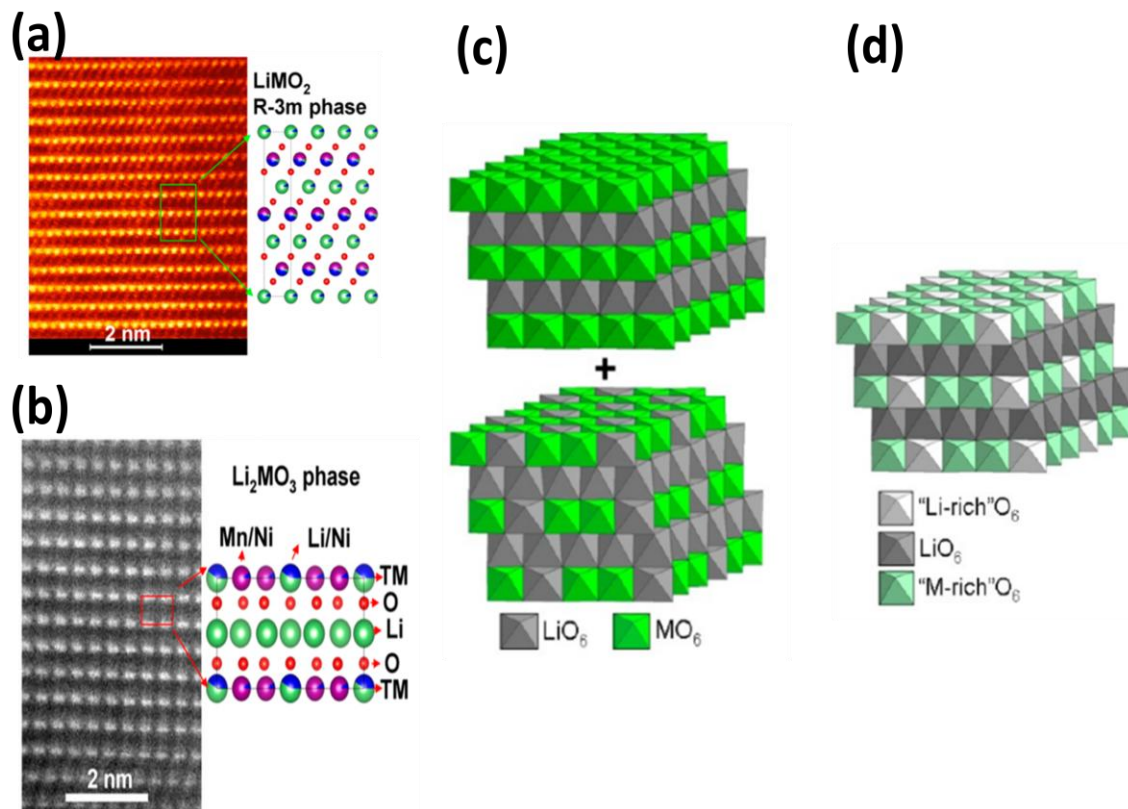 (a)
LiMO₂
R-3m phase
2 nm
(b)
Li₂MO₃ phase
Mn/Ni
Li/Ni
TM
O
Li
O
TM
2 nm
(c)
+
LiO₆
MO₆
(d)
"Li-rich"O₆
LiO₆
"M-rich"O₆